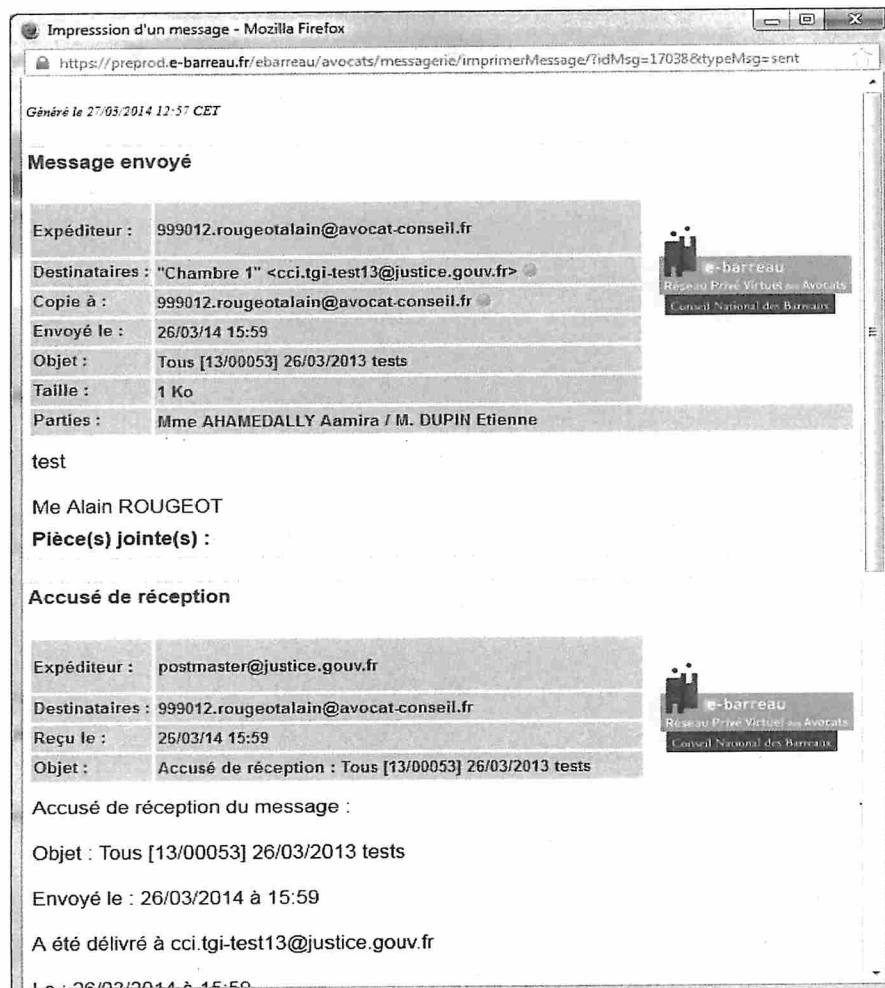 Impresssion d'un message - Mozilla Firefox
https://preprod.e-barreau.fr/ebarreau/avocats/messagerie/imprimerMessage/?idMsg=17038&typeMsg=sent
Généré le 27/03/2014 12:57 CET
Message envoyé
Expéditeur : 999012.rougeotalain@avocat-conseil.fr
Destinataires : "Chambre 1" <cci.tgi-test13@justice.gouv.fr>
Copie à : 999012.rougeotalain@avocat-conseil.fr
Envoyé le : 26/03/14 15:59
Objet : Tous [13/00053] 26/03/2013 tests
Taille : 1 Ko
Parties : Mme AHAMEDALLY Aamira / M. DUPIN Etienne
e-barreau
Réseau Privé Virtuel des Avocats
Conseil National des Barreaux
test
Me Alain ROUGEOT
Pièce(s) jointe(s) :
Accusé de réception
Expéditeur : postmaster@justice.gouv.fr
Destinataires : 999012.rougeotalain@avocat-conseil.fr
Reçu le : 26/03/14 15:59
Objet : Accusé de réception : Tous [13/00053] 26/03/2013 tests
e-barreau
Réseau Privé Virtuel des Avocats
Conseil National des Barreaux
Accusé de réception du message :
Objet : Tous [13/00053] 26/03/2013 tests
Envoyé le : 26/03/2014 à 15:59
A été délivré à cci.tgi-test13@justice.gouv.fr
Le : 26/03/2014 à 15:59